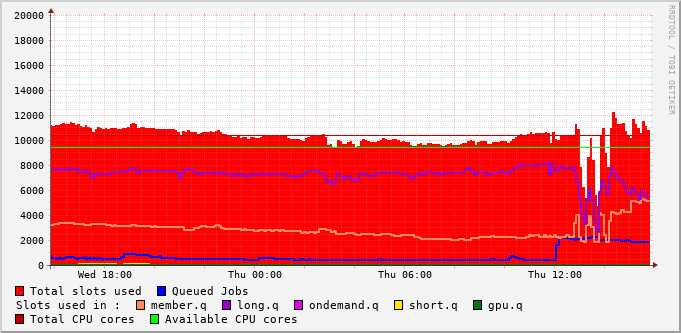 20000
18000
16000
14000
12000
10000
8000
6000
4000
2000
0
Wed 18:00 Thu 00:00 Thu 06:00 Thu 12:00
Total slots used Queued Jobs
Slots used in : member.q long.q ondemand.q short.q gpu.q
Total CPU cores Available CPU cores
RRDTOOL / TOBI OETIKER